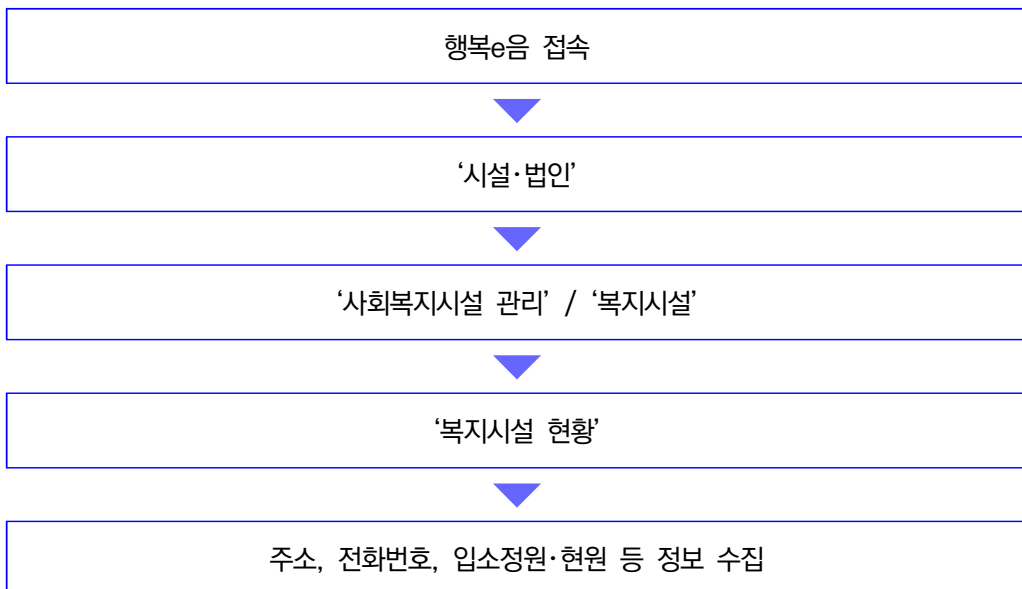 행복e음 접속
‘시설·법인’
‘사회복지시설 관리’ / ‘복지시설’
‘복지시설 현황’
주소, 전화번호, 입소정원·현원 등 정보 수집